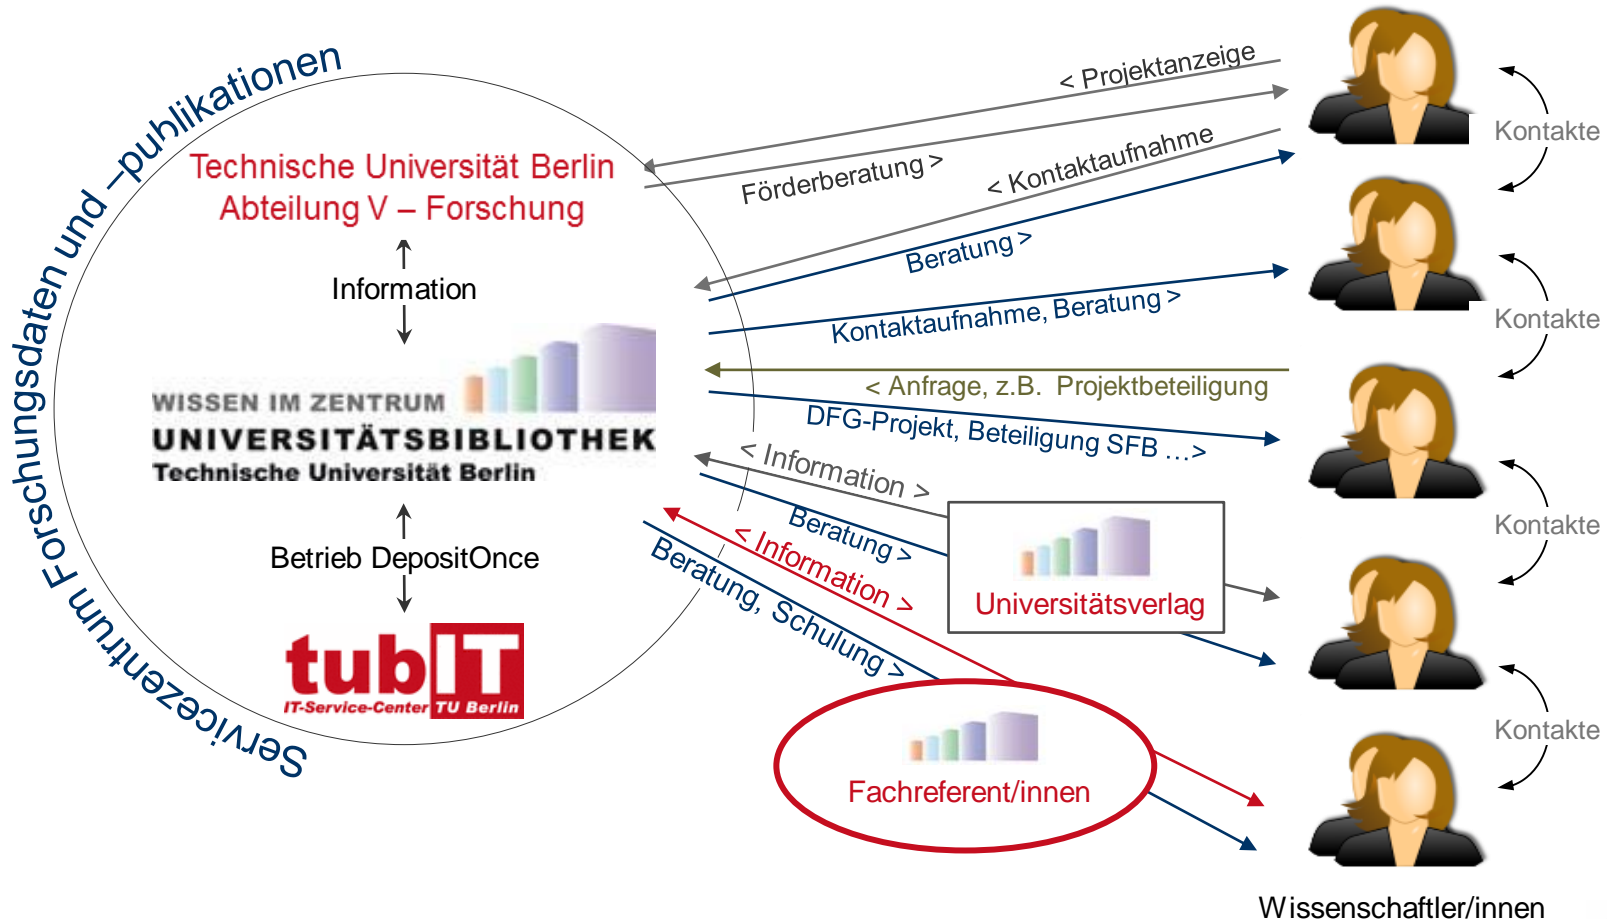 Servicezentrum Forschungsdaten und –publikationen
Technische Universität Berlin
Abteilung V – Forschung
Information
WISSEN IM ZENTRUM
UNIVERSITÄTSBIBLIOTHEK
Technische Universität Berlin
Betrieb DepositOnce
tubIT
IT-Service-Center TU Berlin
< Projektanzeige
Förderberatung >
< Kontaktaufnahme
Beratung >
Kontaktaufnahme, Beratung >
< Anfrage, z.B. Projektbeteiligung
DFG-Projekt, Beteiligung SFB ...>
< Information >
Beratung >
< Information >
Beratung, Schulung >
Universitätsverlag
Fachreferent/innen
Kontakte
Kontakte
Kontakte
Kontakte
Wissenschaftler/innen